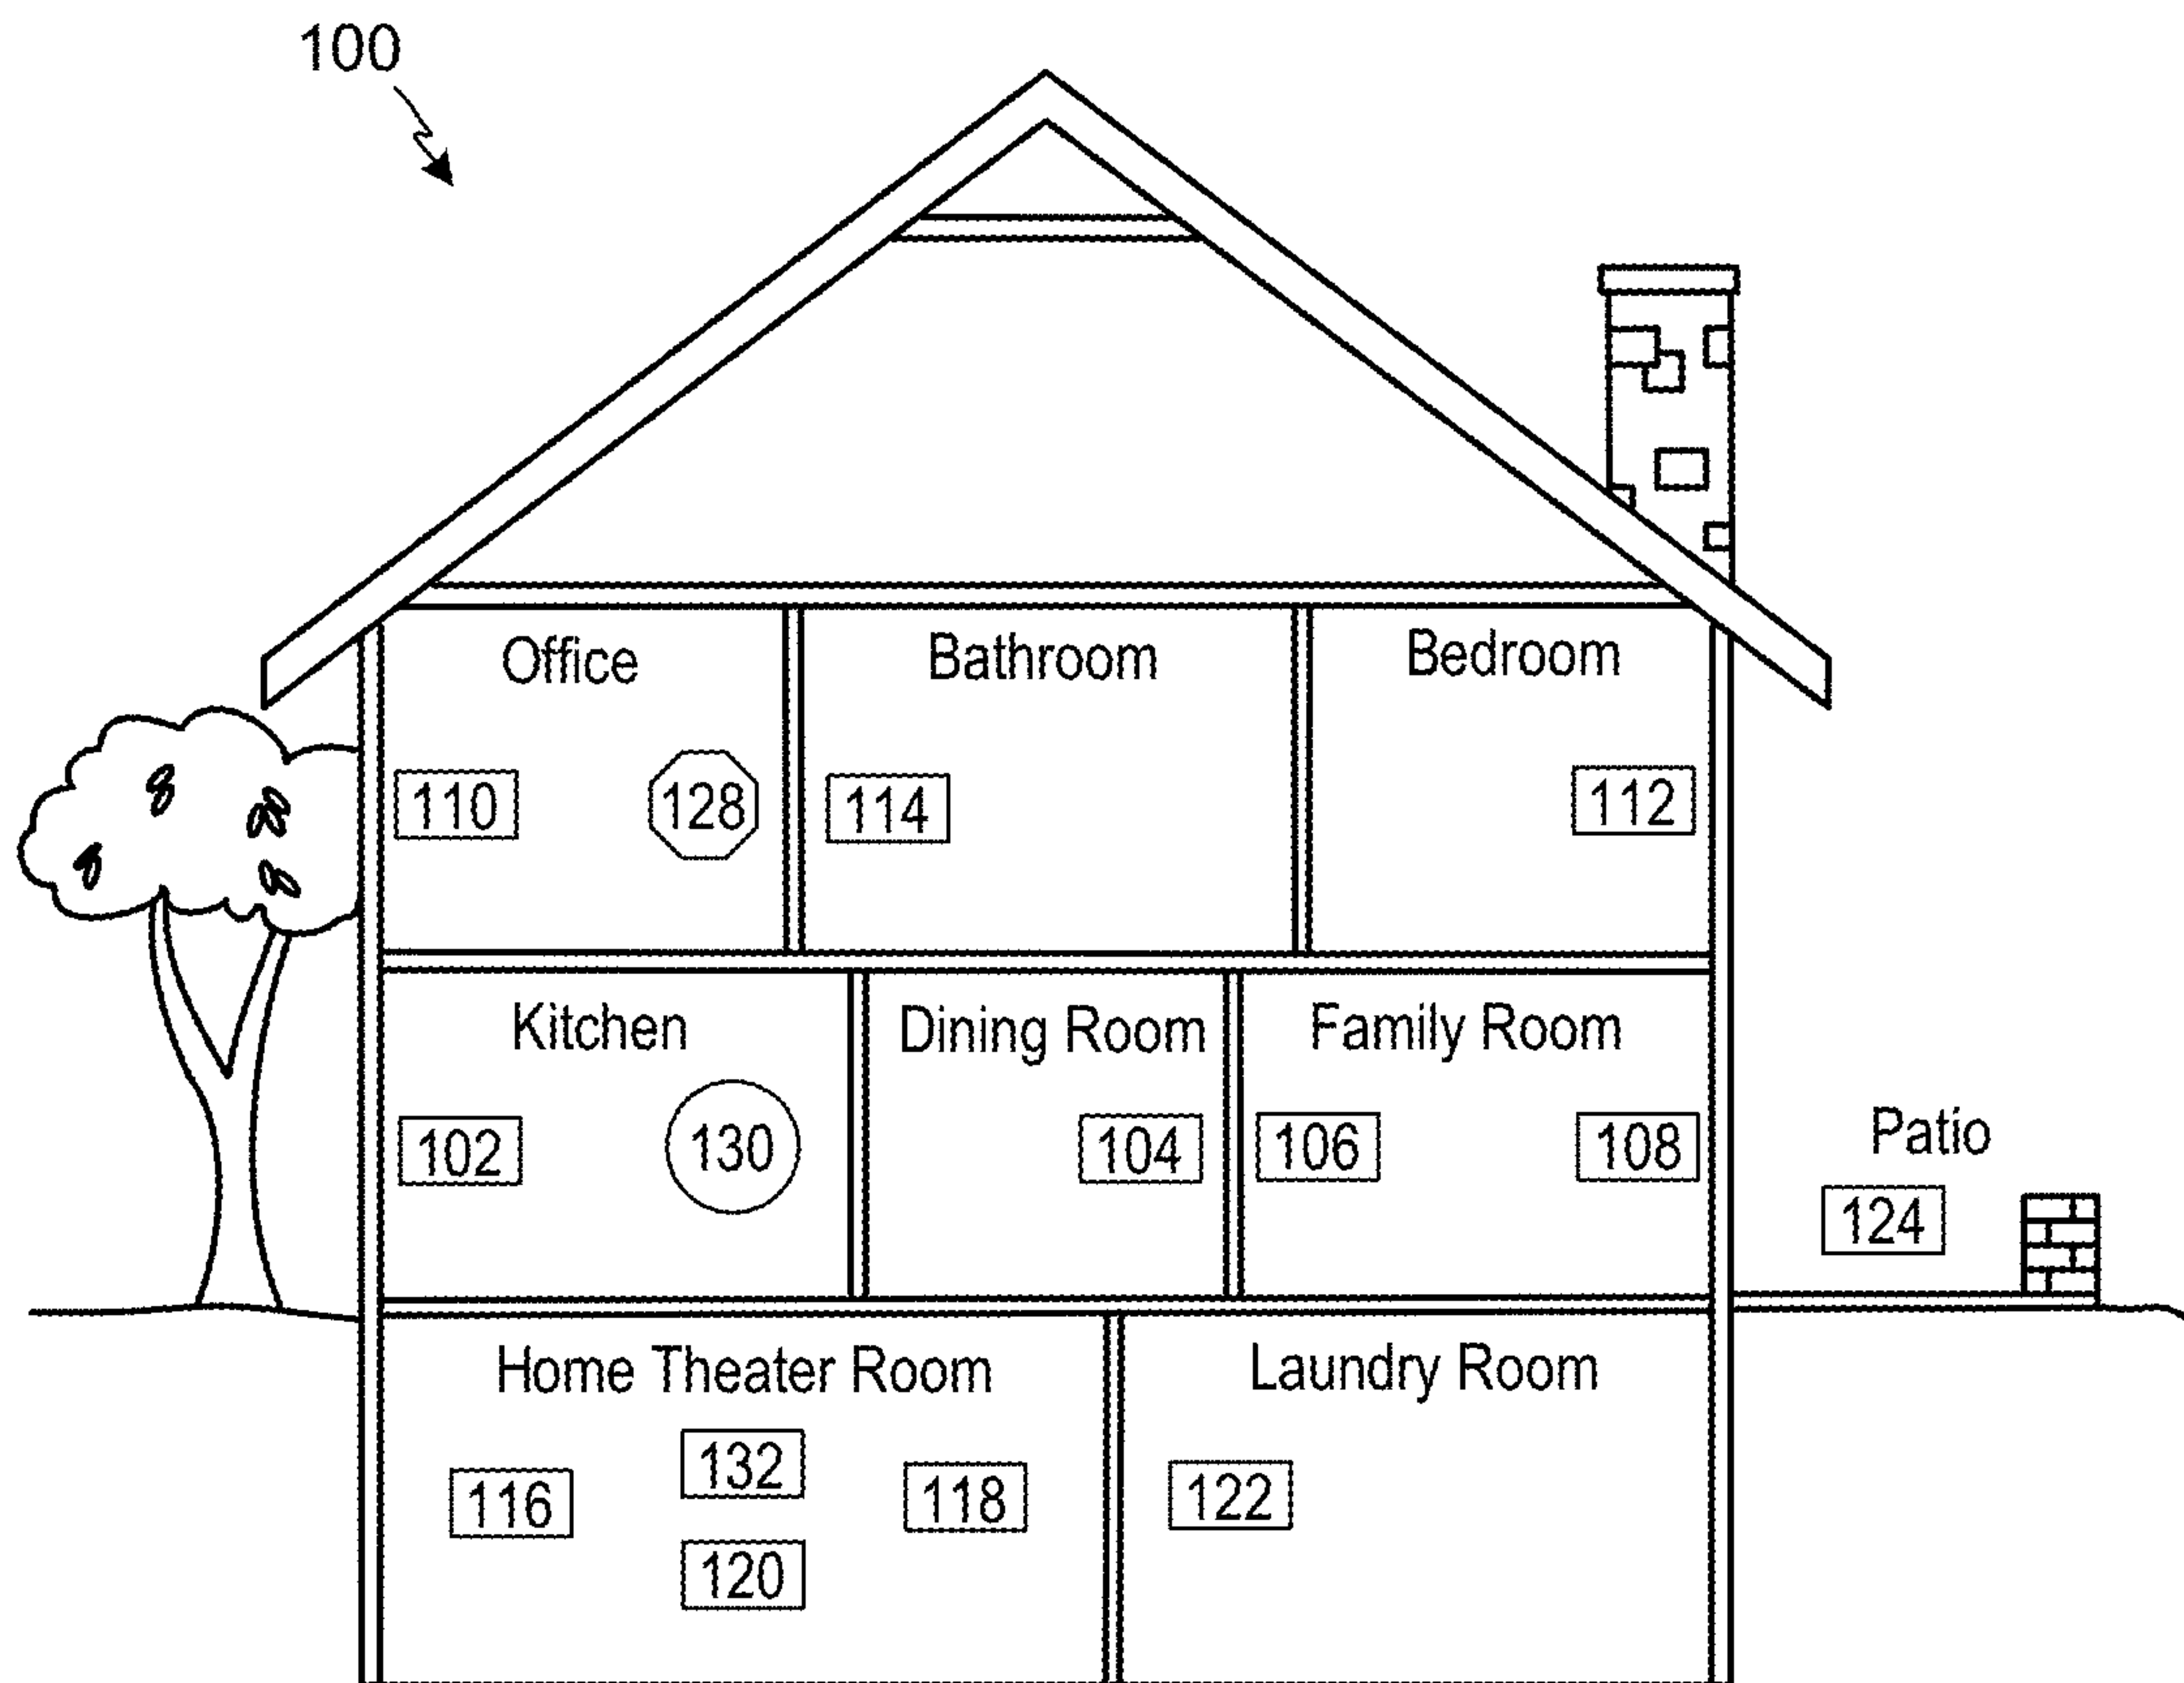 100
Office
Bathroom
Bedroom
110
128
114
112
Kitchen
Dining Room
Family Room
102
130
104
106
108
Patio
124
Home Theater Room
Laundry Room
132
116
118
122
120